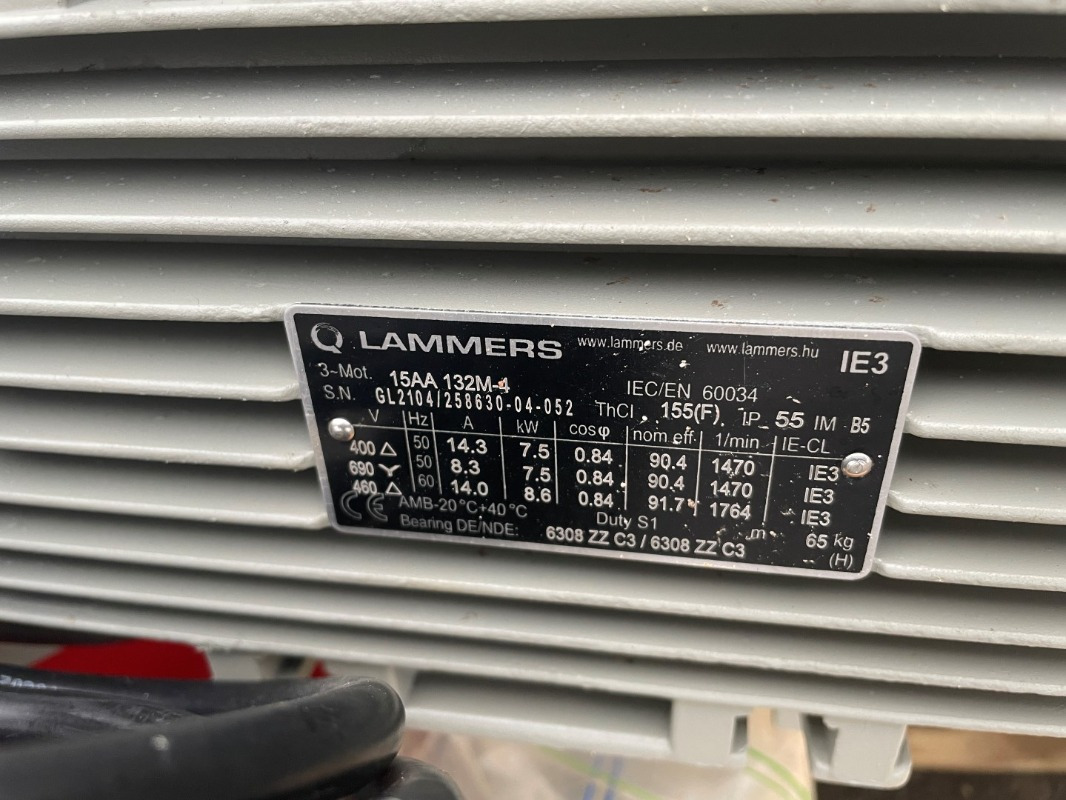 LAMMERS www.lammers.de www.lammers.hu IE3
3~Mot. 15AA 132M-4 IEC/EN 60034
S.N. GL2104/258630-04-052 ThCl. 155(F) IP 55 IM B5
V Hz A kW cosφ nom.eff. 1/min IE-CL
400 △ 50 14.3 7.5 0.84 90.4 1470 IE3
690 Y 50 8.3 7.5 0.84 90.4 1470 IE3
460 △ 60 14.0 8.6 0.84 91.7 1764 IE3
CE AMB-20°C+40°C Duty S1 m 65 kg
Bearing DE/NDE: 6308 ZZ C3 / 6308 ZZ C3 (H)